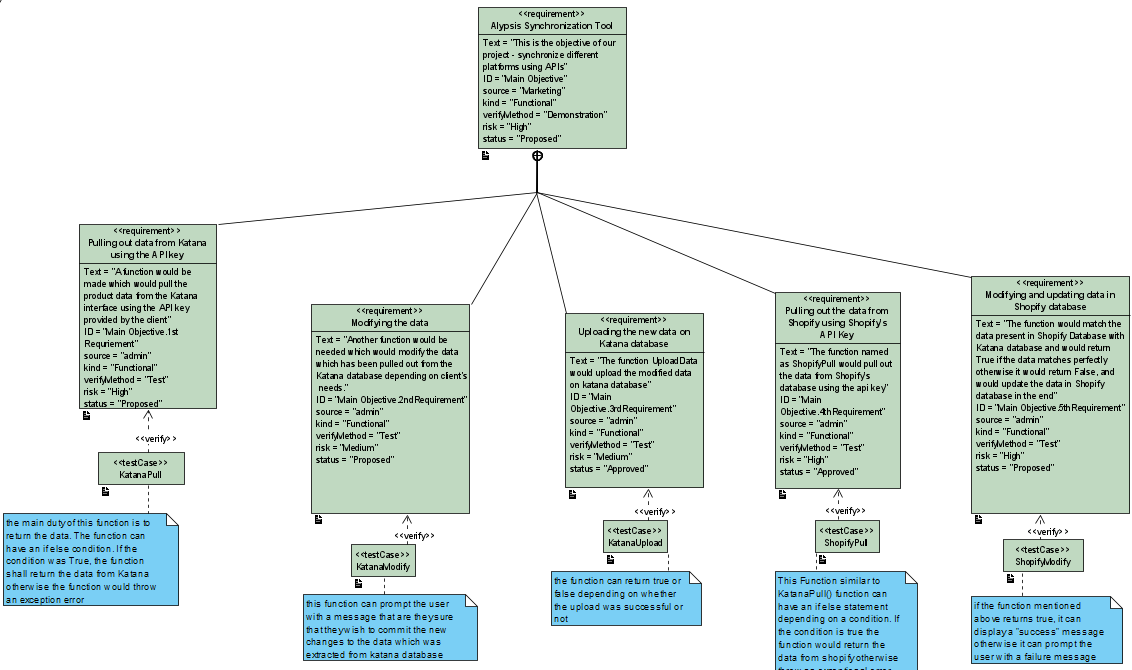 <<requirement>>
Alypsis Synchronization Tool
Text = "This is the objective of our
project - synchronize different
platforms using APIs"
ID = "Main Objective"
source = "Marketing"
kind = "Functional"
verifyMethod = "Demonstration"
risk = "High"
status = "Proposed"
<<requirement>>
Pulling out data from Katana
using the API key
Text = "A function would be
made which would pull the
product data from the Katana
interface using the API key
provided by the client"
ID = "Main Objective.1st
Requriement"
source = "admin"
kind = "Functional"
verifyMethod = "Test"
risk = "High"
status = "Proposed"
<<verify>>
<<testCase>>
KatanaPull
the main duty of this function is to
return the data. The function can
have an if else condition. If the
condition was True, the function
shall return the data from Katana
otherwise the function would throw
an exception error
<<requirement>>
Modifying the data
Text = "Another function would be
needed which would modify the data
which has been pulled out from the
Katana database depending on client's
needs."
ID = "Main Objective.2nd Requirement"
source = "admin"
kind = "Functional"
verifyMethod = "Test"
risk = "Medium"
status = "Proposed"
<<verify>>
<<testCase>>
KatanaModify
this function can prompt the user
with a message that are they sure
that they wish to commit the new
changes to the data which was
extracted from katana database
<<requirement>>
Uploading the new data on
Katana database
Text = "The function UploadData
would upload the modified data
on katana database"
ID = "Main
Objective.3rd Requirement"
source = "admin"
kind = "Functional"
verifyMethod = "Test"
risk = "Medium"
status = "Approved"
<<verify>>
<<testCase>>
KatanaUpload
the function can return true or
false depending on whether
the upload was successful or
not
<<requirement>>
Pulling out the data from
Shopify using Shopify's
API Key
Text = "The function named
as ShopifyPull would pull out
the data from Shopify's
database using the api key"
ID = "Main
Objective.4th Requirement"
source = "admin"
kind = "Functional"
verifyMethod = "Test"
risk = "High"
status = "Approved"
<<verify>>
<<testCase>>
ShopifyPull
This Function similar to
KatanaPull() function can
have an if else statement
depending on a condition. If
the condition is true the
function would return the
data from shopify otherwise
<<requirement>>
Modifying and updating data in
Shopify database
Text = "The function would match the
data present in Shopify Database with
Katana database and would return
True if the data matches perfectly
otherwise it would return False, and
would update the data in Shopify
database in the end"
ID = "Main Objective.5th Requirement"
source = "admin"
kind = "Functional"
verifyMethod = "Test"
risk = "High"
status = "Proposed"
<<verify>>
<<testCase>>
ShopifyModify
if the function mentioned
above returns true, it can
display a "success" message
otherwise it can prompt the
user with a failure message